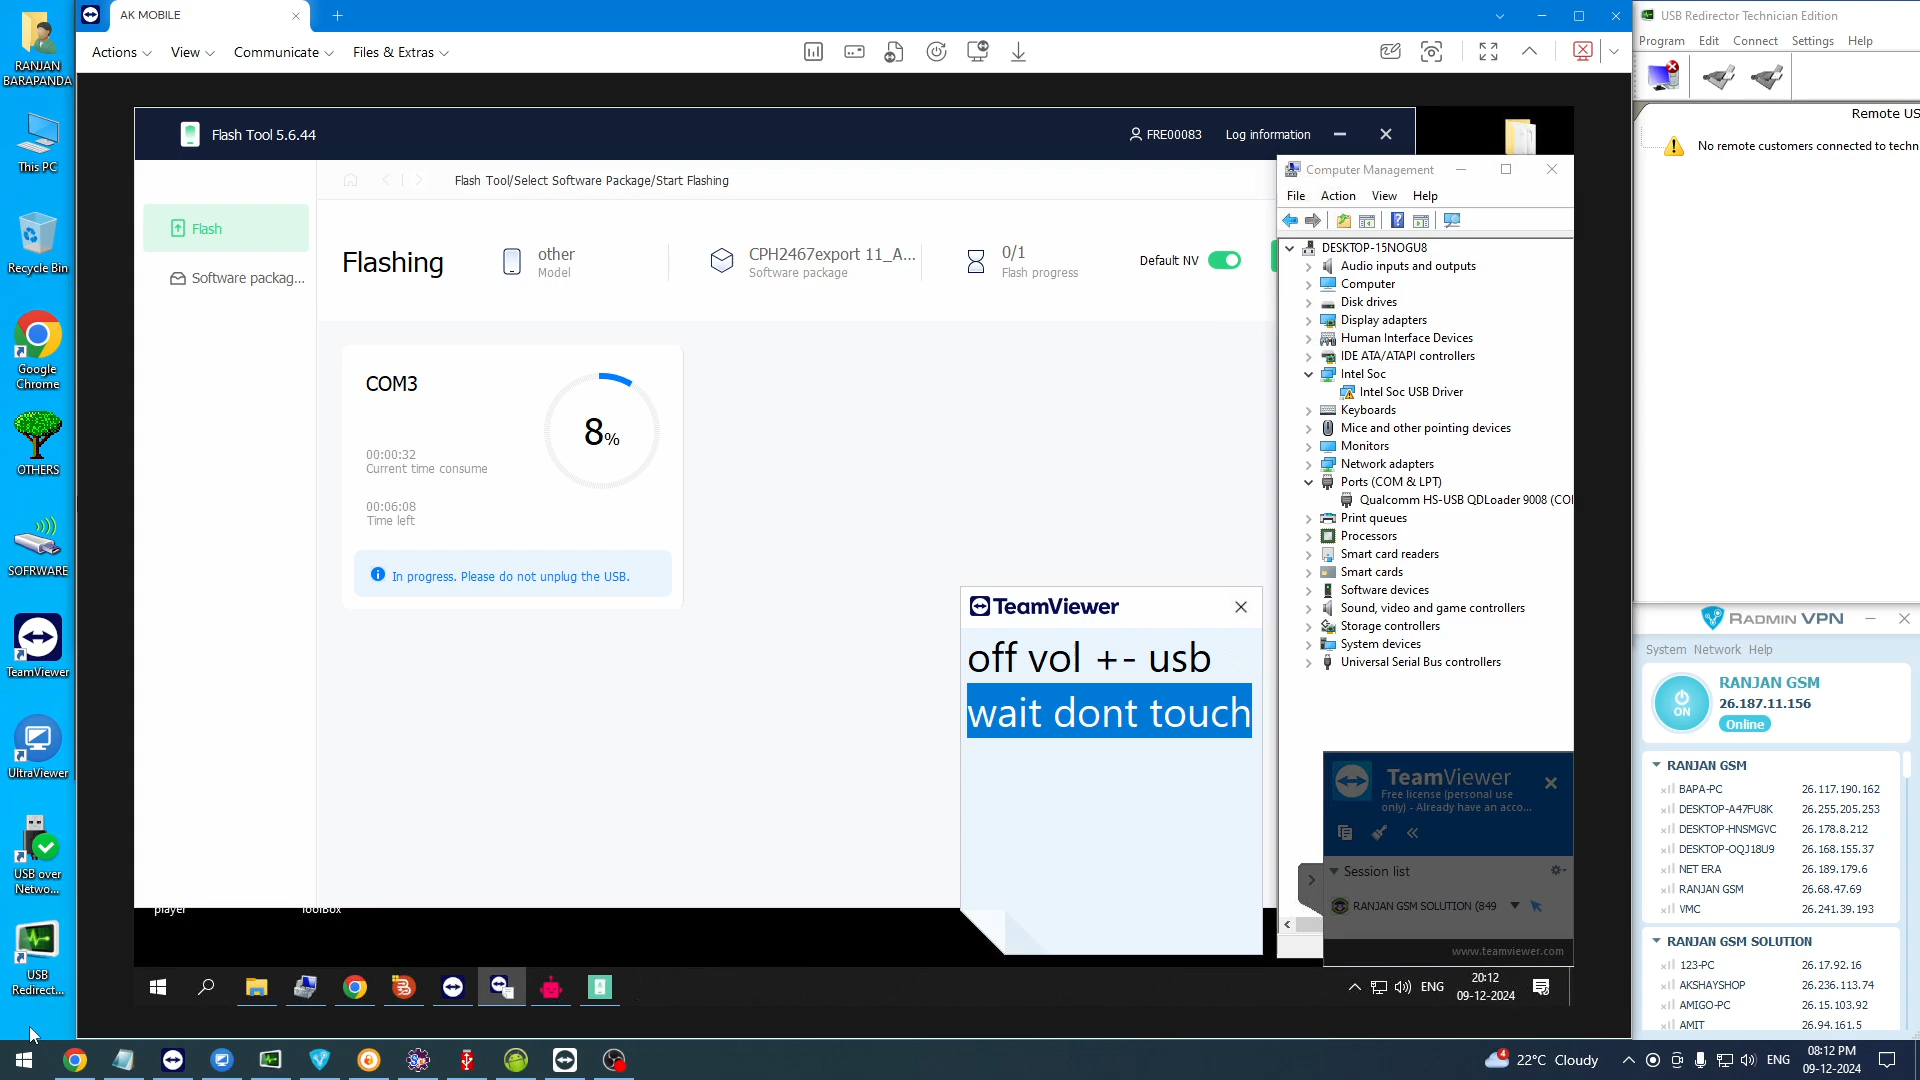 RANJAN
BARAPANDA
This PC
Recycle Bin
Google
Chrome
OTHERS
SOFRWARE
TeamViewer
UltraViewer
USB over
Netwo...
USB
Redirect...
AK MOBILE
Actions
View
Communicate
Files & Extras
Flash Tool 5.6.44
FRE00083
Log information
Flash Tool/Select Software Package/Start Flashing
Flash
Software packag...
Flashing
other
Model
CPH2467export 11_A...
Software package
0/1
Flash progress
Default NV
COM3
8%
00:00:32
Current time consume
00:06:08
Time left
In progress. Please do not unplug the USB.
player
ToolBox
TeamViewer
off vol +- usb
wait dont touch
Computer Management
File
Action
View
Help
DESKTOP-15NOGU8
Audio inputs and outputs
Computer
Disk drives
Display adapters
Human Interface Devices
IDE ATA/ATAPI controllers
Intel Soc
Intel Soc USB Driver
Keyboards
Mice and other pointing devices
Monitors
Network adapters
Ports (COM & LPT)
Qualcomm HS-USB QDLoader 9008 (CO
Print queues
Processors
Smart card readers
Smart cards
Software devices
Sound, video and game controllers
Storage controllers
System devices
Universal Serial Bus controllers
TeamViewer
Free license (personal use
only) - Already have an acco...
Session list
RANJAN GSM SOLUTION (849
www.teamviewer.com
ENG
20:12
09-12-2024
USB Redirector Technician Edition
Program
Edit
Connect
Settings
Help
Remote US
No remote customers connected to techn
RADMIN VPN
System
Network
Help
ON
RANJAN GSM
26.187.11.156
Online
RANJAN GSM
BAPA-PC 26.117.190.162
DESKTOP-A47FU8K 26.255.205.253
DESKTOP-HNSMGVC 26.178.8.212
DESKTOP-OQJ18U9 26.168.155.37
NET ERA 26.189.179.6
RANJAN GSM 26.68.47.69
VMC 26.241.39.193
RANJAN GSM SOLUTION
123-PC 26.17.92.16
AKSHAYSHOP 26.236.113.74
AMIGO-PC 26.15.103.92
AMIT 26.94.161.5
4
22°C Cloudy
ENG
08:12 PM
09-12-2024